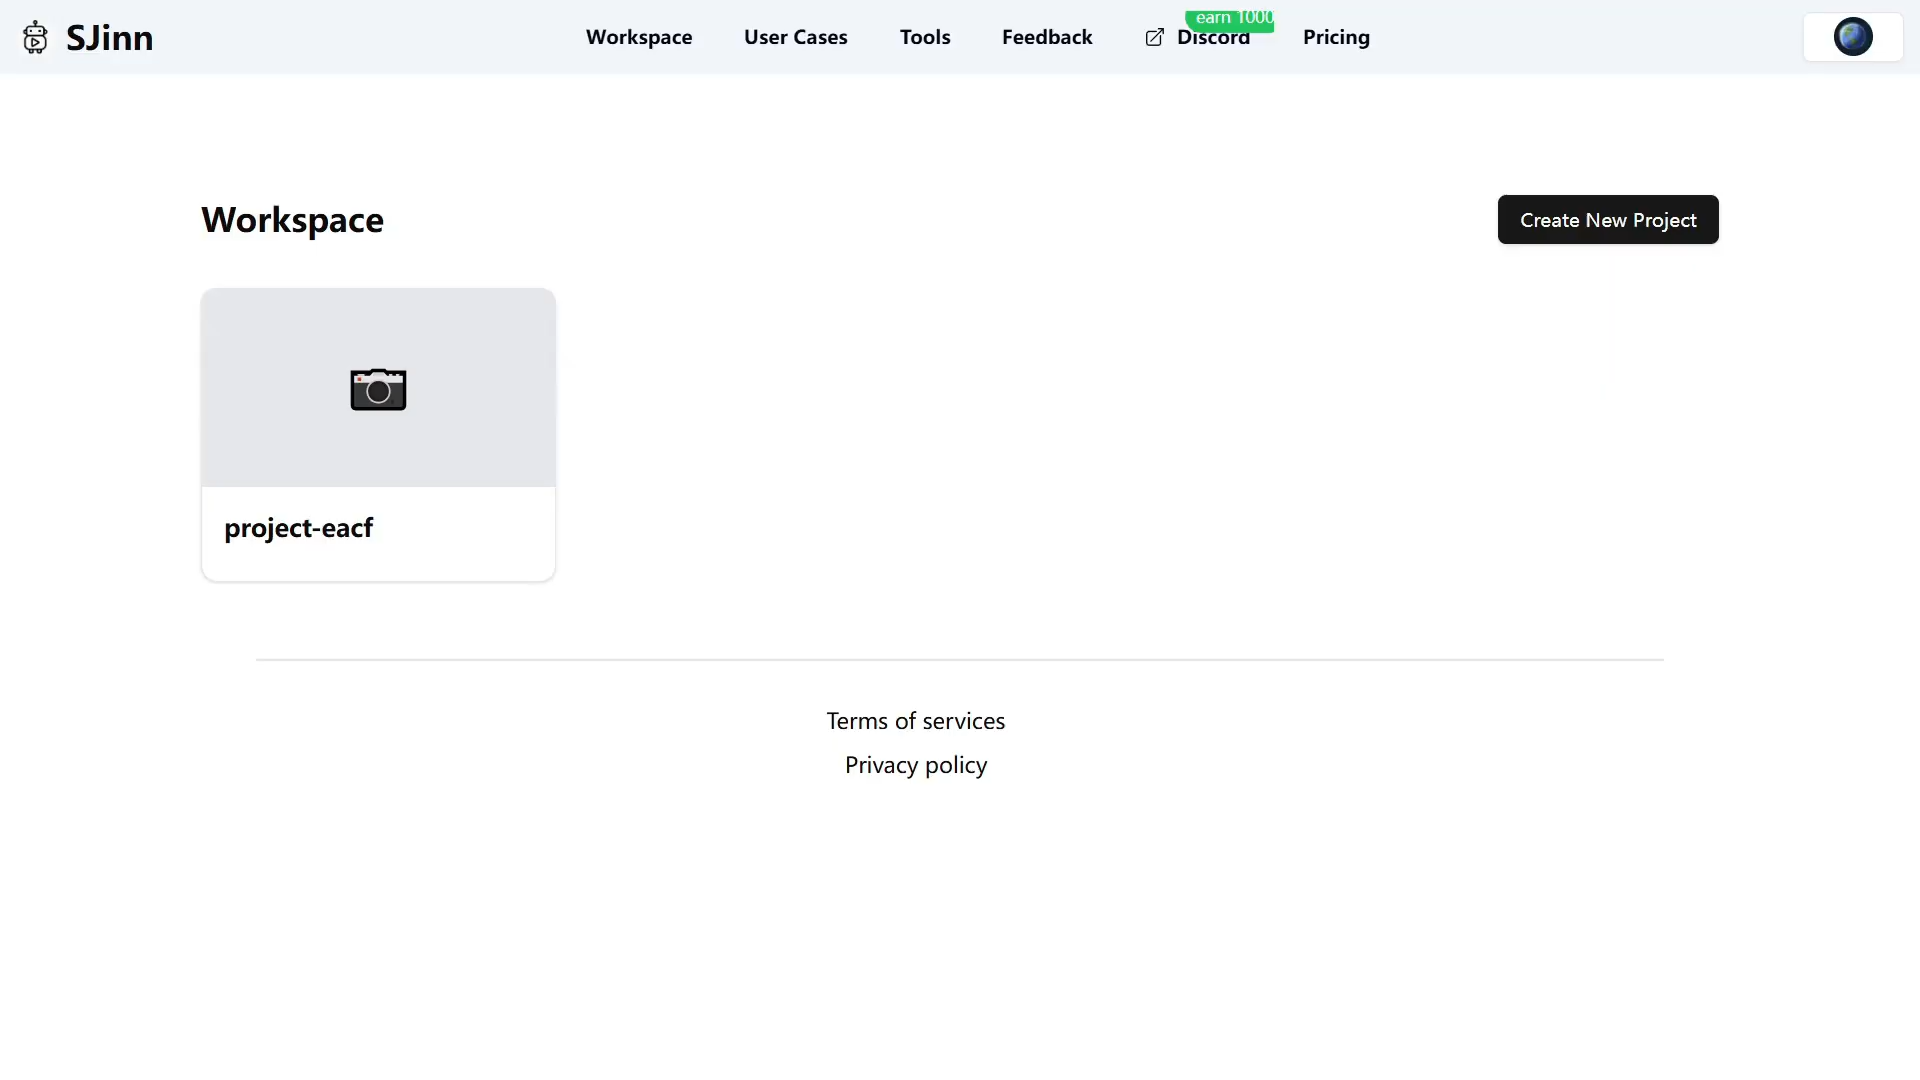 SJinn
Workspace
User Cases
Tools
Feedback
earn 1000
Discord
Pricing
Workspace
Create New Project
project-eacf
Terms of services
Privacy policy